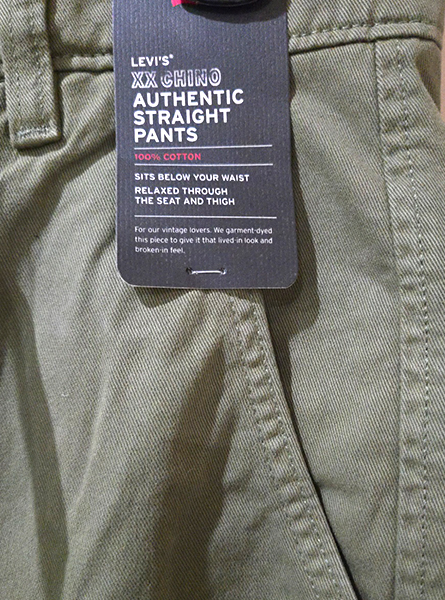 LEVI'S®
XX CHINO
AUTHENTIC
STRAIGHT
PANTS
100% COTTON
SITS BELOW YOUR WAIST
RELAXED THROUGH
THE SEAT AND THIGH
For our vintage lovers. We garment-dyed
this piece to give it that lived-in look and
broken-in feel.